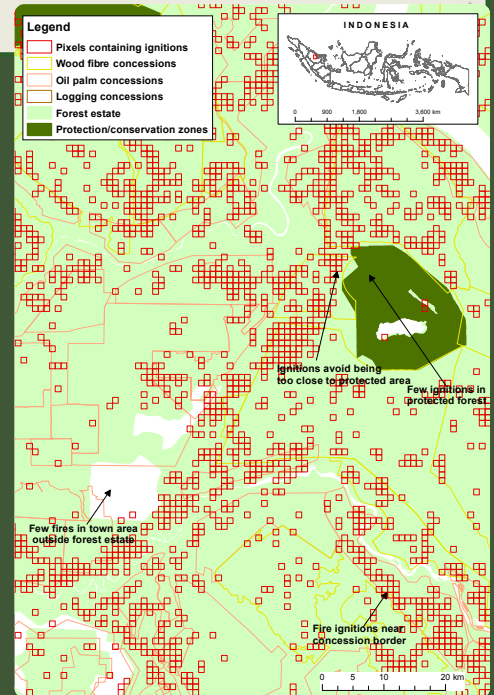 Legend
Pixels containing ignitions
Wood fibre concessions
Oil palm concessions
Logging concessions
Forest estate
Protection/conservation zones
INDONESIA
0 900 1,800 3,600 km
Ignitions avoid being
too close to protected area
Few ignitions in
protected forest
Few fires in town area
outside forest estate
Fire ignitions near
concession border
0 5 10 20 km